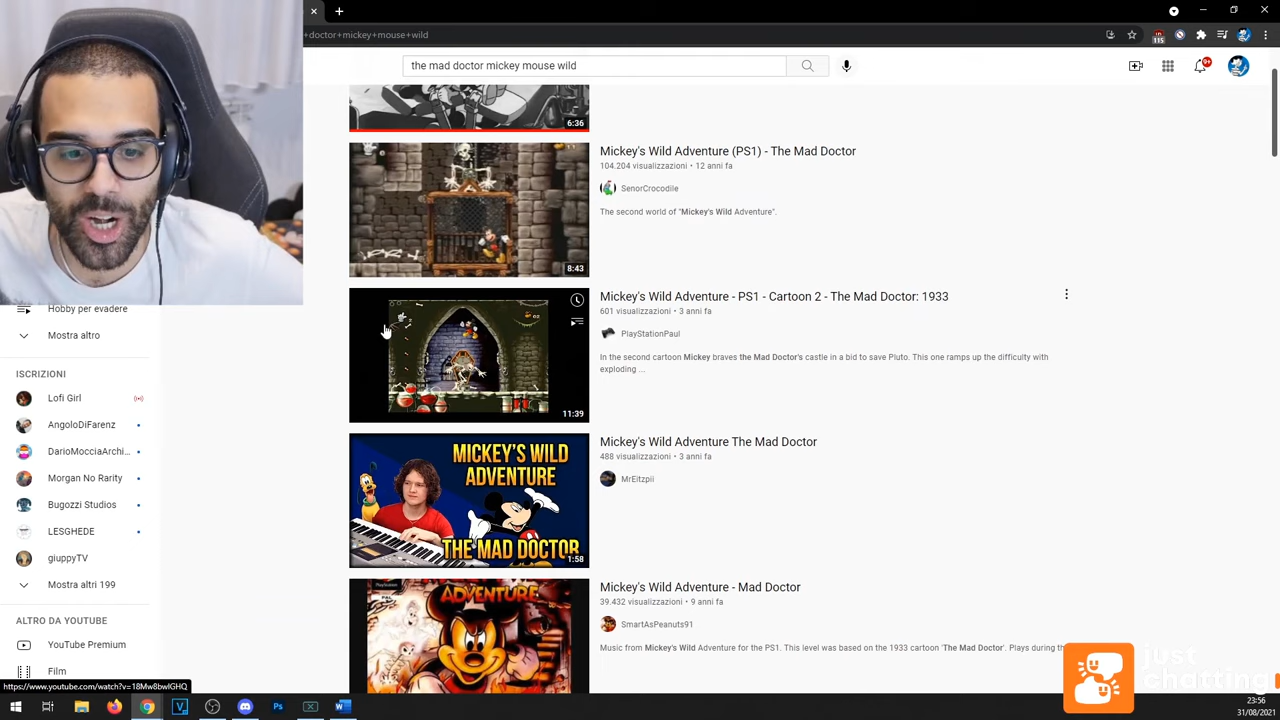 +doctor+mickey+mouse+wild
115
the mad doctor mickey mouse wild
9+
6:36
Mickey's Wild Adventure (PS1) - The Mad Doctor
104.204 visualizzazioni • 12 anni fa
SenorCrocodile
The second world of "Mickey's Wild Adventure".
8:43
Mickey's Wild Adventure - PS1 - Cartoon 2 - The Mad Doctor: 1933
601 visualizzazioni • 3 anni fa
PlayStationPaul
In the second cartoon Mickey braves the Mad Doctor's castle in a bid to save Pluto. This one ramps up the difficulty with
exploding ...
11:39
Mickey's Wild Adventure The Mad Doctor
488 visualizzazioni • 3 anni fa
MrEitzpii
MICKEY'S WILD
ADVENTURE
THE MAD DOCTOR
1:58
Mickey's Wild Adventure - Mad Doctor
39.432 visualizzazioni • 9 anni fa
SmartAsPeanuts91
Music from Mickey's Wild Adventure for the PS1. This level was based on the 1933 cartoon 'The Mad Doctor'. Plays during th
PlayStation
PAL
ADVENTURE
Hobby per evadere
Mostra altro
ISCRIZIONI
Lofi Girl
AngoloDiFarenz
DarioMocciaArchi...
Morgan No Rarity
Bugozzi Studios
LESGHEDE
giuppyTV
Mostra altri 199
ALTRO DA YOUTUBE
YouTube Premium
Film
https://www.youtube.com/watch?v=18Mw8bwIGHQ
just
chatting
23:56
31/08/2021